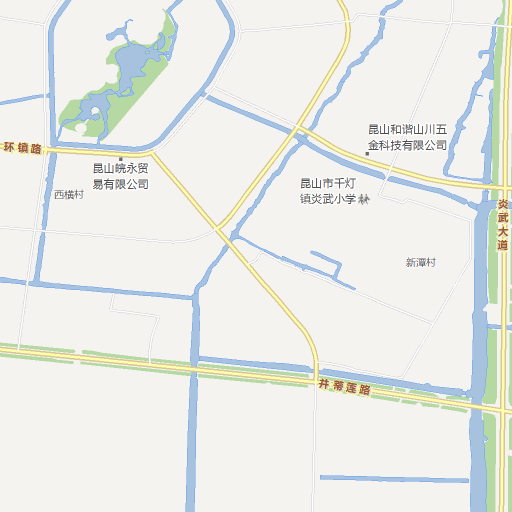 昆山和谐山川五
金科技有限公司
环镇路
昆山皖永贸
易有限公司
昆山市千灯
镇炎武小学
西横村
炎武大道
新潭村
井蒂莲路